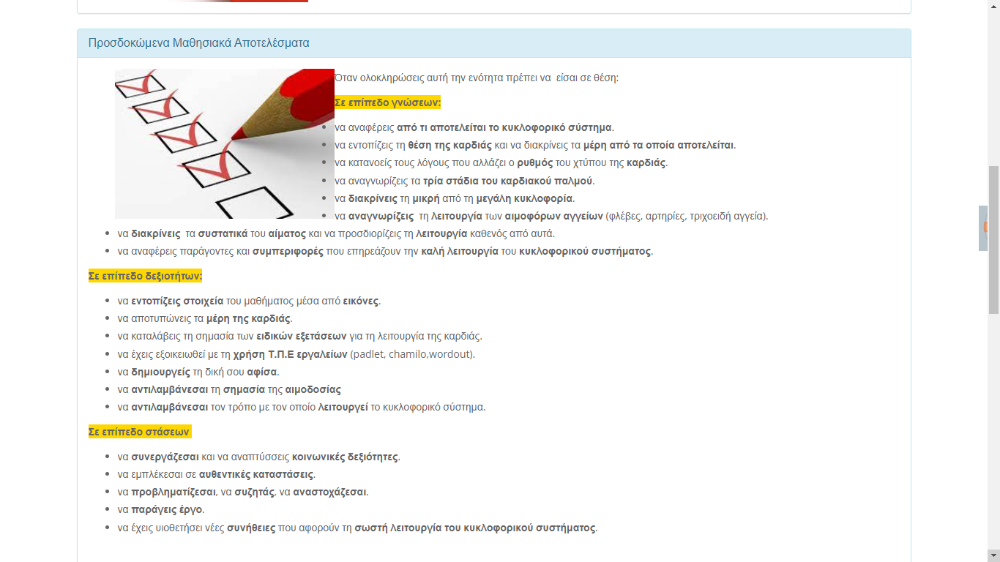 Προσδοκώμενα Μαθησιακά Αποτελέσματα
Όταν ολοκληρώσεις αυτή την ενότητα πρέπει να είσαι σε θέση:
Σε επίπεδο γνώσεων:
να αναφέρεις από τι αποτελείται το κυκλοφορικό σύστημα.
να εντοπίζεις τη θέση της καρδιάς και να διακρίνεις τα μέρη από τα οποία αποτελείται.
να κατανοείς τους λόγους που αλλάζει ο ρυθμός του χτύπου της καρδιάς.
να αναγνωρίζεις τα τρία στάδια του καρδιακού παλμού.
να διακρίνεις τη μικρή από τη μεγάλη κυκλοφορία.
να αναγνωρίζεις τη λειτουργία των αιμοφόρων αγγείων (φλέβες, αρτηρίες, τριχοειδή αγγεία).
να διακρίνεις τα συστατικά του αίματος και να προσδιορίζεις τη λειτουργία καθενός από αυτά.
να αναφέρεις παράγοντες και συμπεριφορές που επηρεάζουν την καλή λειτουργία του κυκλοφορικού συστήματος.
Σε επίπεδο δεξιοτήτων:
να εντοπίζεις στοιχεία του μαθήματος μέσα από εικόνες.
να αποτυπώνεις τα μέρη της καρδιάς.
να καταλάβεις τη σημασία των ειδικών εξετάσεων για τη λειτουργία της καρδιάς.
να έχεις εξοικειωθεί με τη χρήση Τ.Π.Ε εργαλείων (padlet, chamilo,wordout).
να δημιουργείς τη δική σου αφίσα.
να αντιλαμβάνεσαι τη σημασία της αιμοδοσίας
να αντιλαμβάνεσαι τον τρόπο με τον οποίο λειτουργεί το κυκλοφορικό σύστημα.
Σε επίπεδο στάσεων
να συνεργάζεσαι και να αναπτύσσεις κοινωνικές δεξιότητες.
να εμπλέκεσαι σε αυθεντικές καταστάσεις.
να προβληματίζεσαι, να συζητάς, να αναστοχάζεσαι.
να παράγεις έργο.
να έχεις υιοθετήσει νέες συνήθειες που αφορούν τη σωστή λειτουργία του κυκλοφορικού συστήματος.